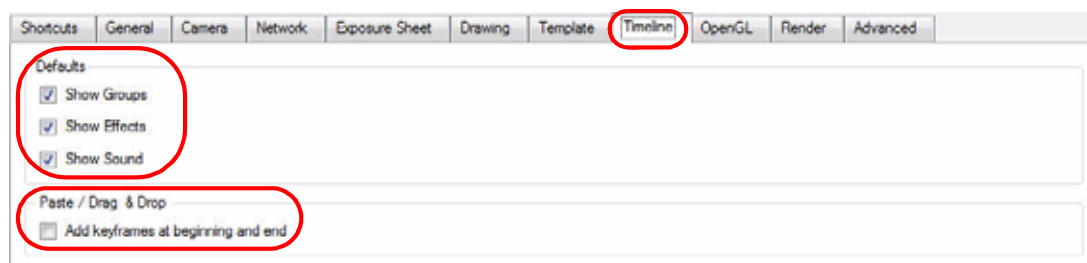 Shortcuts General Camera Network Exposure Sheet Drawing Template Timeline OpenGL Render Advanced
Defaults
Show Groups
Show Effects
Show Sound
Paste / Drag & Drop
Add keyframes at beginning and end